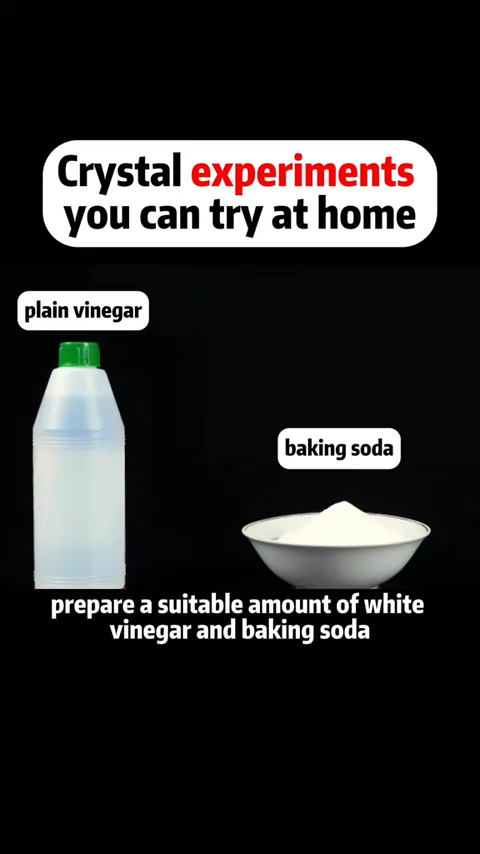 Crystal experiments
you can try at home
plain vinegar
baking soda
prepare a suitable amount of white
vinegar and baking soda